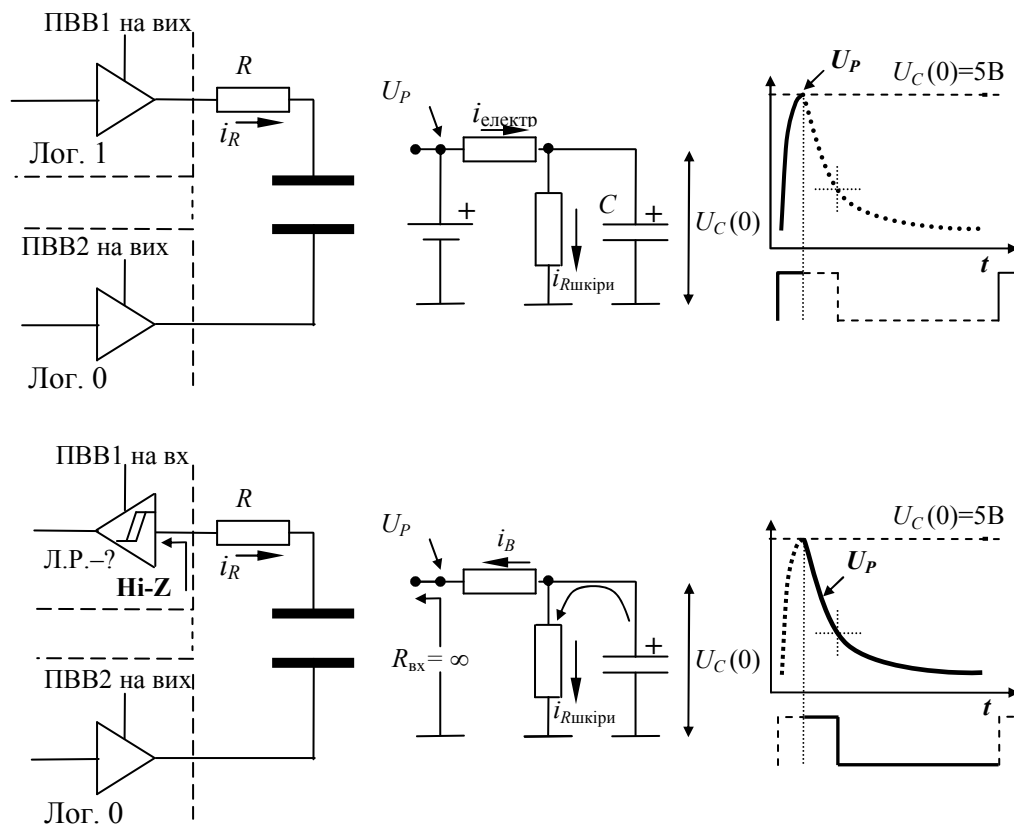 ПВВ1 на вих
R
i_R
Лог. 1
ПВВ2 на вих
Лог. 0
U_P
i_електр
C
+
+
i_Rшкіри
U_C(0)
U_P
U_C(0)=5В
t
ПВВ1 на вх
R
i_R
Л.Р.–?
Hi-Z
ПВВ2 на вих
Лог. 0
U_P
i_B
+
R_вх = ∞
i_Rшкіри
U_C(0)
U_C(0)=5В
U_P
t